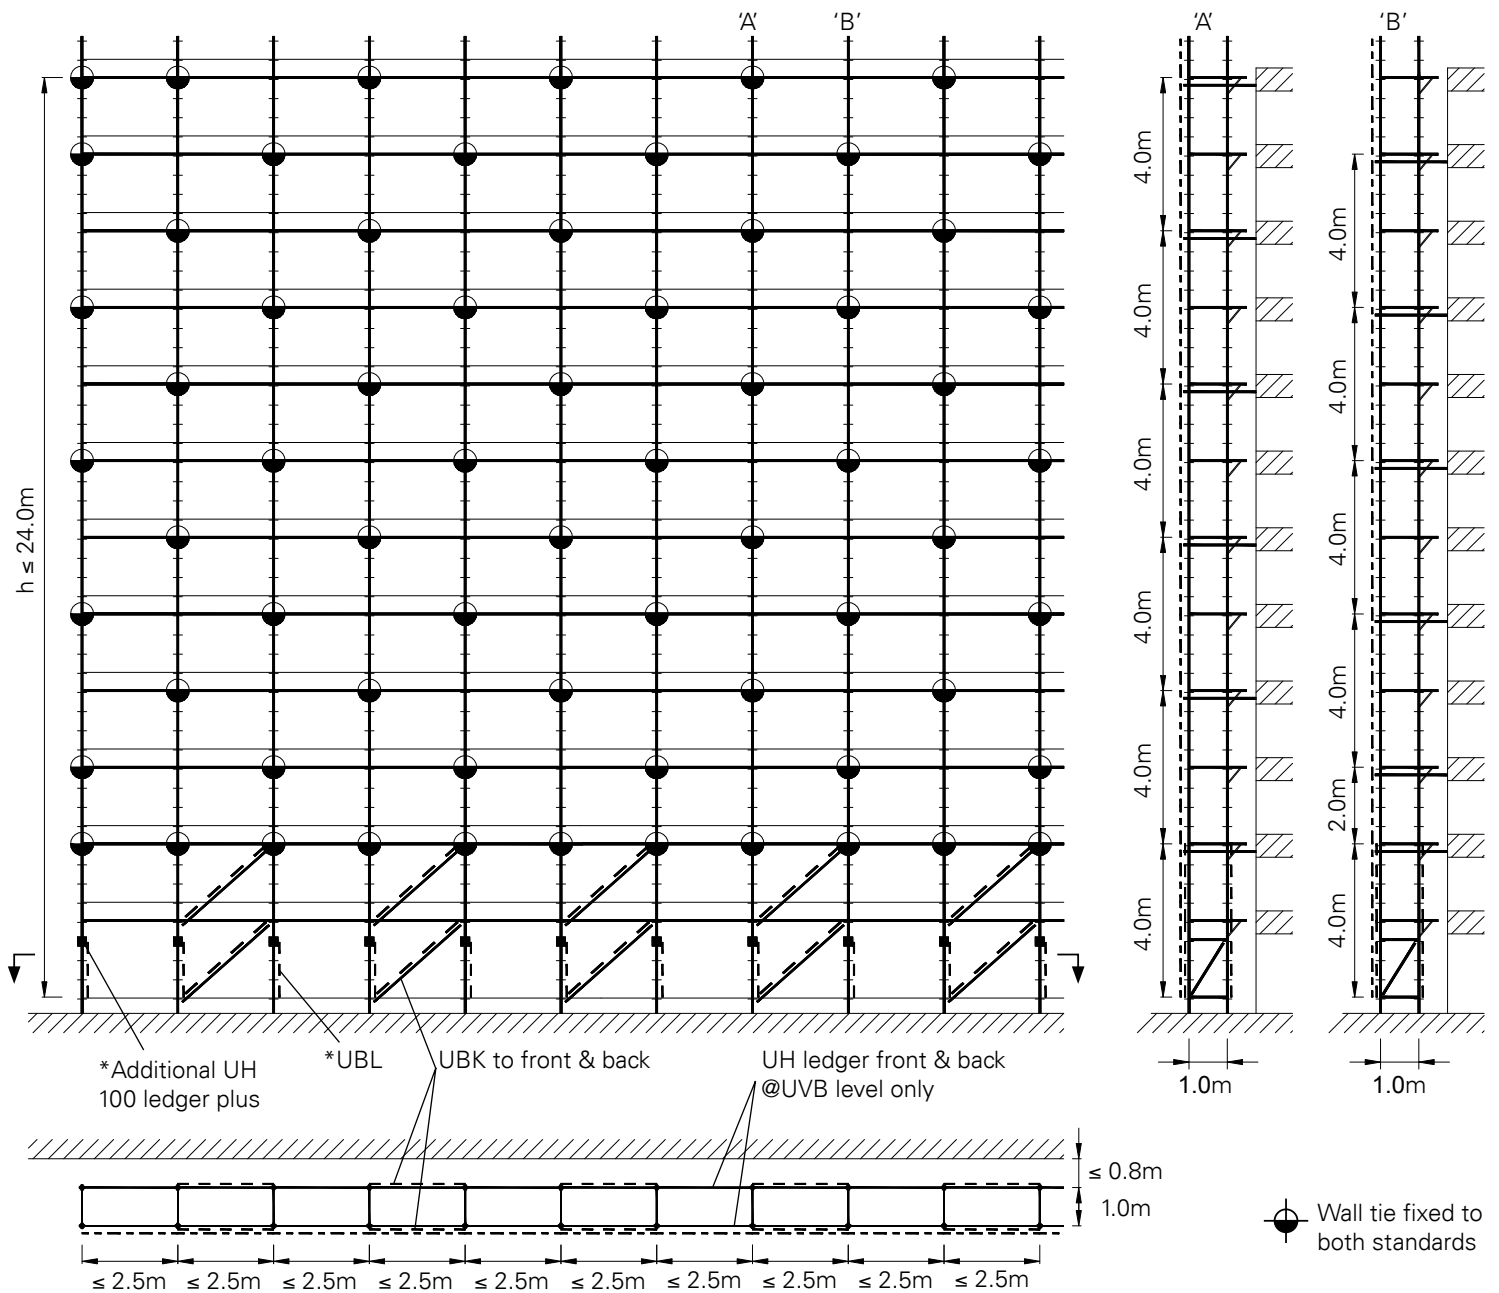 ‘A’ ‘B’ ‘A’ ‘B’
h ≤ 24.0m
4.0m
4.0m
4.0m
4.0m
4.0m
4.0m
4.0m
4.0m
4.0m
4.0m
2.0m
4.0m
*Additional UH
100 ledger plus
*UBL
UBK to front & back
UH ledger front & back
@UVB level only
1.0m
1.0m
≤ 0.8m
1.0m
≤ 2.5m ≤ 2.5m ≤ 2.5m ≤ 2.5m ≤ 2.5m ≤ 2.5m ≤ 2.5m ≤ 2.5m ≤ 2.5m ≤ 2.5m
Wall tie fixed to
both standards